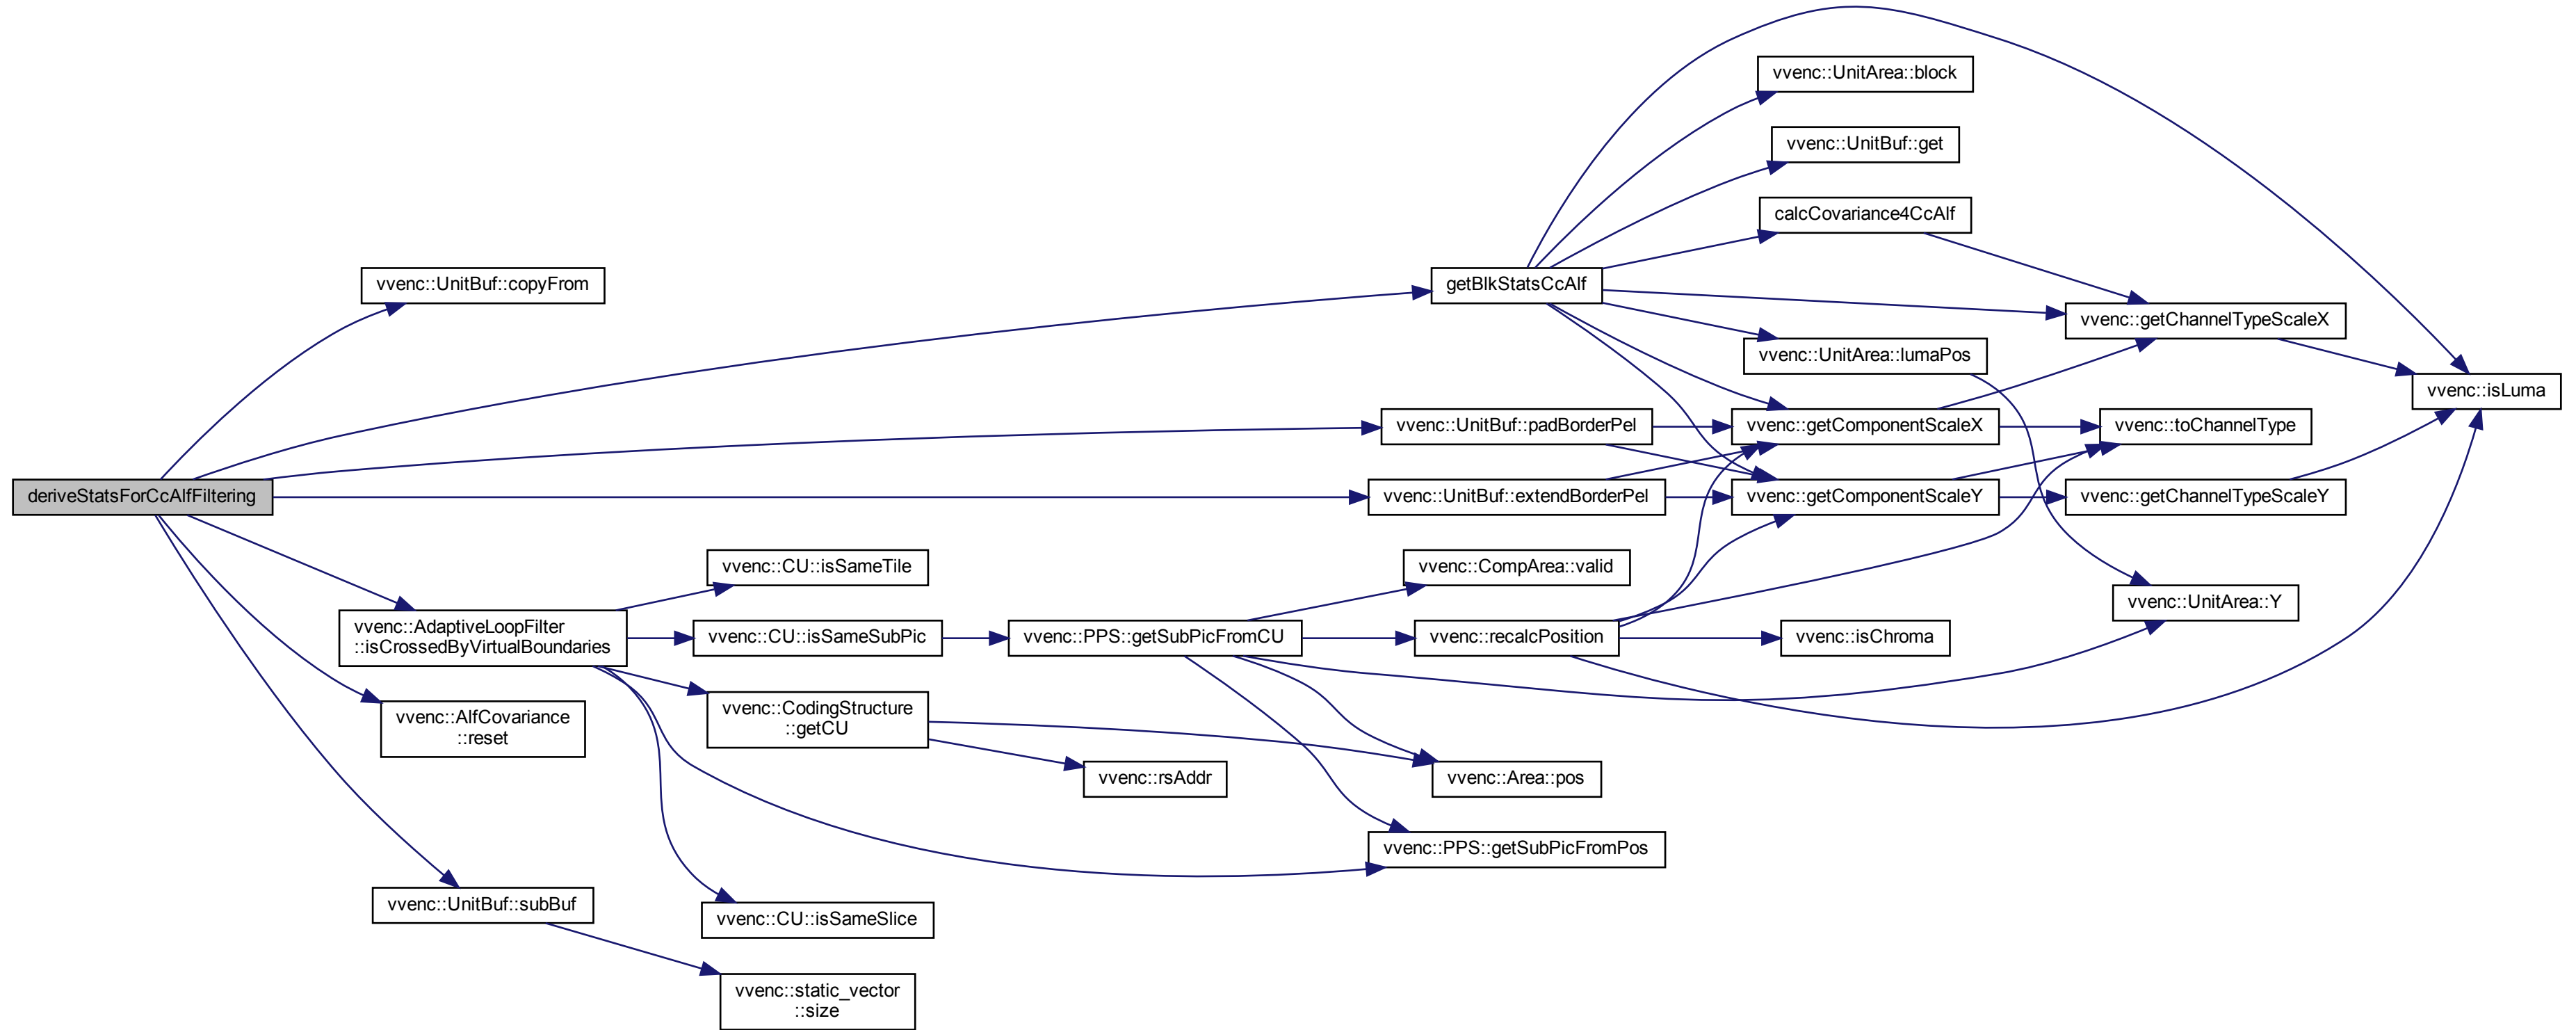 deriveStatsForCcAlfFiltering
vvenc::UnitBuf::copyFrom
getBlkStatsCcAlf
vvenc::UnitArea::block
vvenc::UnitBuf::get
calcCovariance4CcAlf
vvenc::getChannelTypeScaleX
vvenc::UnitArea::lumaPos
vvenc::isLuma
vvenc::UnitBuf::padBorderPel
vvenc::getComponentScaleX
vvenc::toChannelType
vvenc::UnitBuf::extendBorderPel
vvenc::getComponentScaleY
vvenc::getChannelTypeScaleY
vvenc::AdaptiveLoopFilter
::isCrossedByVirtualBoundaries
vvenc::CU::isSameTile
vvenc::CU::isSameSubPic
vvenc::PPS::getSubPicFromCU
vvenc::CompArea::valid
vvenc::recalcPosition
vvenc::isChroma
vvenc::UnitArea::Y
vvenc::AlfCovariance
::reset
vvenc::CodingStructure
::getCU
vvenc::rsAddr
vvenc::Area::pos
vvenc::PPS::getSubPicFromPos
vvenc::UnitBuf::subBuf
vvenc::CU::isSameSlice
vvenc::static_vector
::size